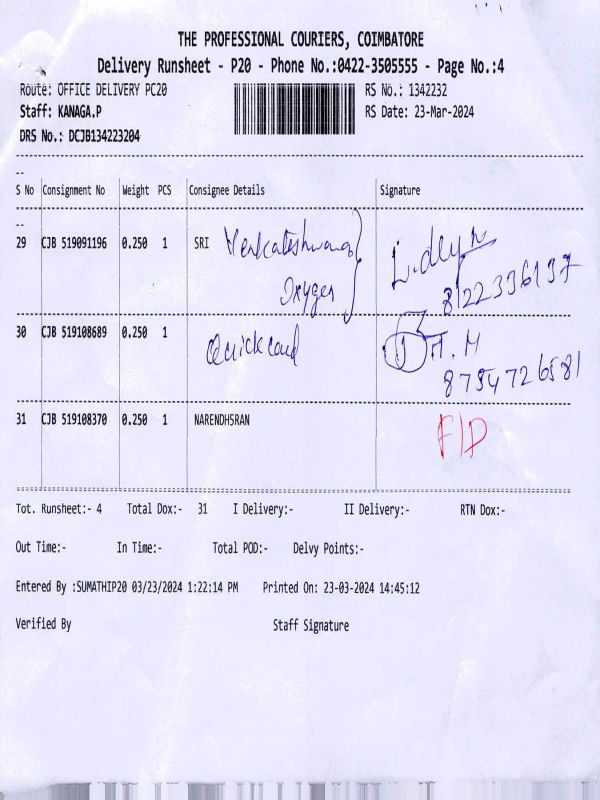 THE PROFESSIONAL COURIERS, COIMBATORE
Delivery Runsheet - P20 - Phone No.:0422-3505555 - Page No.:4
Route: OFFICE DELIVERY PC20 RS No.: 1342232
Staff: KANAGA.P RS Date: 23-Mar-2024
DRS No.: DCJB134223204
--
S No Consignment No Weight PCS Consignee Details Signature
--
29 CJB 519091196 0.250 1 SRI Venkateshwara
Oxygen
8122336137
30 CJB 519108689 0.250 1 Quickcard
8754726581
31 CJB 519108370 0.250 1 NARENDHSRAN F/D
Tot. Runsheet:- 4 Total Dox:- 31 I Delivery:- II Delivery:- RTN Dox:-
Out Time:- In Time:- Total POD:- Delvy Points:-
Entered By :SUMATHIP20 03/23/2024 1:22:14 PM Printed On: 23-03-2024 14:45:12
Verified By Staff Signature